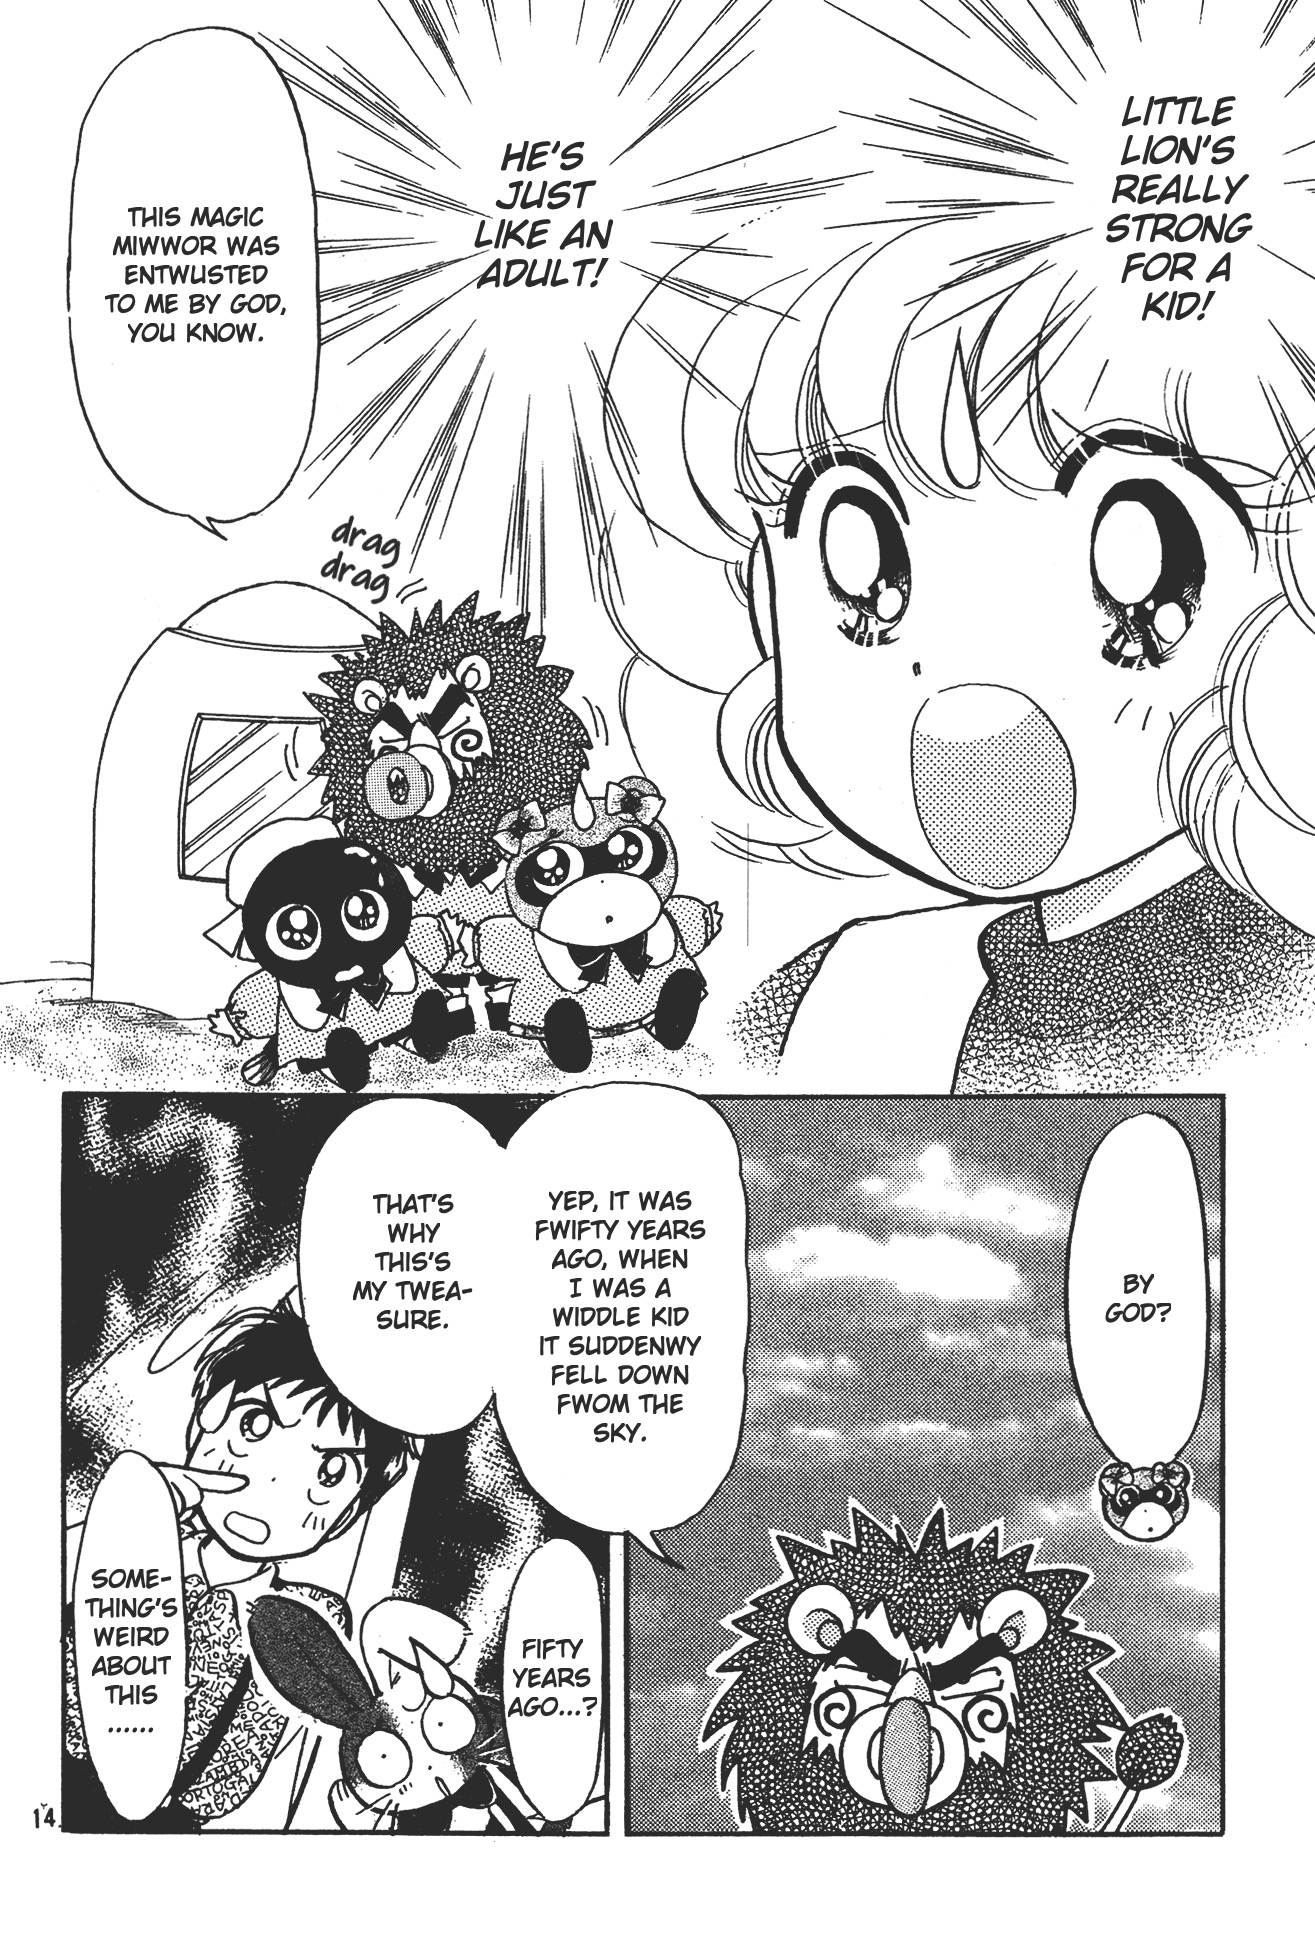 LITTLE
LION'S
REALLY
STRONG
FOR A
KID!
HE'S
JUST
LIKE AN
ADULT!
THIS MAGIC
MIWWOR WAS
ENTWUSTED
TO ME BY GOD,
YOU KNOW.
drag
drag
BY
GOD?
YEP, IT WAS
FWIFTY YEARS
AGO, WHEN
I WAS A
WIDDLE KID
IT SUDDENWY
FELL DOWN
FWOM THE
SKY.
THAT'S
WHY
THIS'S
MY TWEA-
SURE.
FIFTY
YEARS
AGO...?
SOME-
THING'S
WEIRD
ABOUT
THIS
......
14